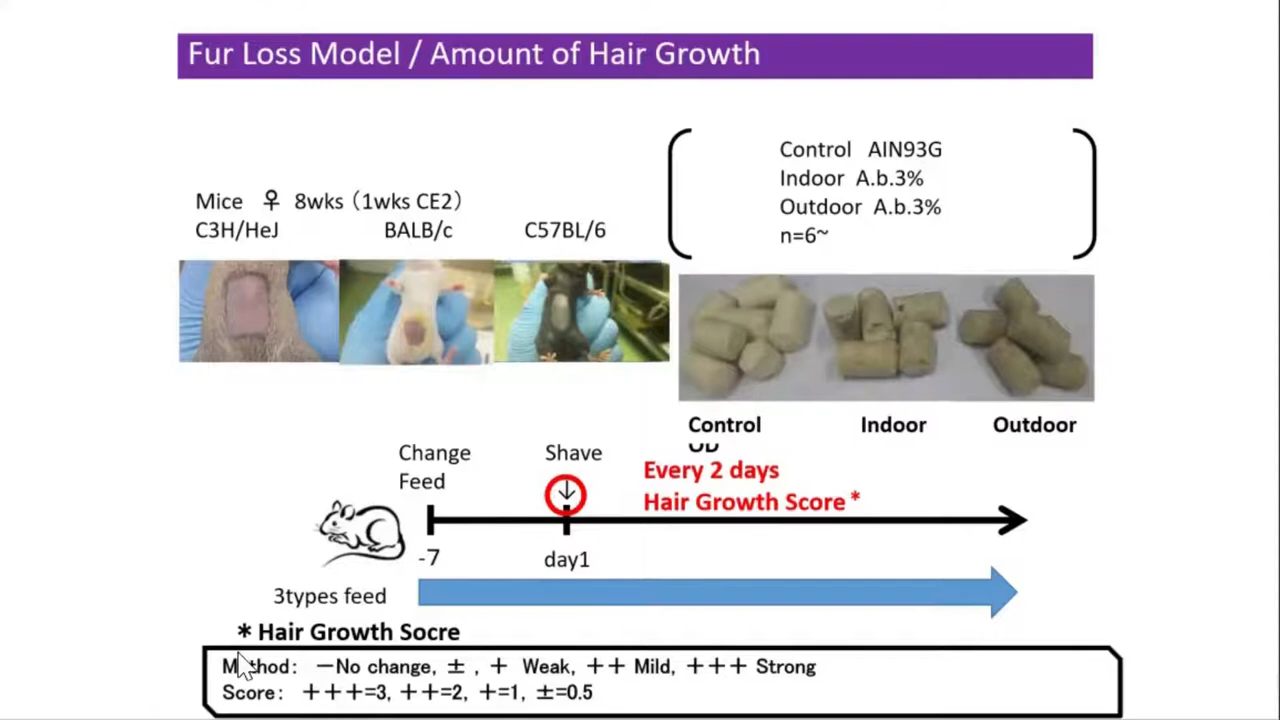 Fur Loss Model / Amount of Hair Growth
Control AIN93G
Indoor A.b.3%
Outdoor A.b.3%
n=6~
Mice ♀ 8wks (1wks CE2)
C3H/HeJ BALB/c C57BL/6
Control Indoor Outdoor
Change
Feed
Shave
↓
Every 2 days
Hair Growth Score*
-7
day1
3types feed
* Hair Growth Socre
Method: －No change, ± , + Weak, ++ Mild, +++ Strong
Score: +++=3, ++=2, +=1, ±=0.5